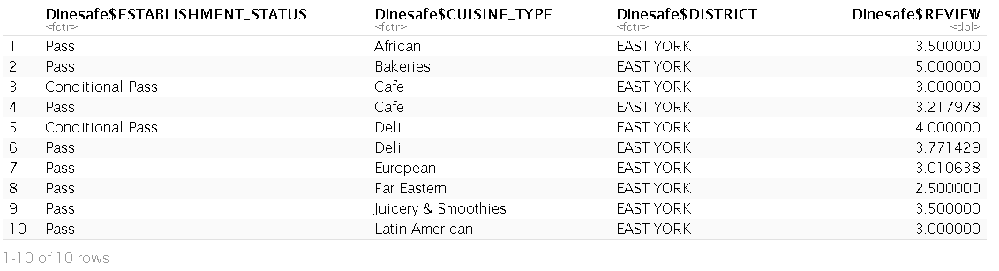 Dinesafe$ESTABLISHMENT_STATUS Dinesafe$CUISINE_TYPE Dinesafe$DISTRICT Dinesafe$REVIEW
<fctr> <fctr> <fctr> <dbl>
1 Pass African EAST YORK 3.500000
2 Pass Bakeries EAST YORK 5.000000
3 Conditional Pass Cafe EAST YORK 3.000000
4 Pass Cafe EAST YORK 3.217978
5 Conditional Pass Deli EAST YORK 4.000000
6 Pass Deli EAST YORK 3.771429
7 Pass European EAST YORK 3.010638
8 Pass Far Eastern EAST YORK 2.500000
9 Pass Juicery & Smoothies EAST YORK 3.500000
10 Pass Latin American EAST YORK 3.000000
1-10 of 10 rows